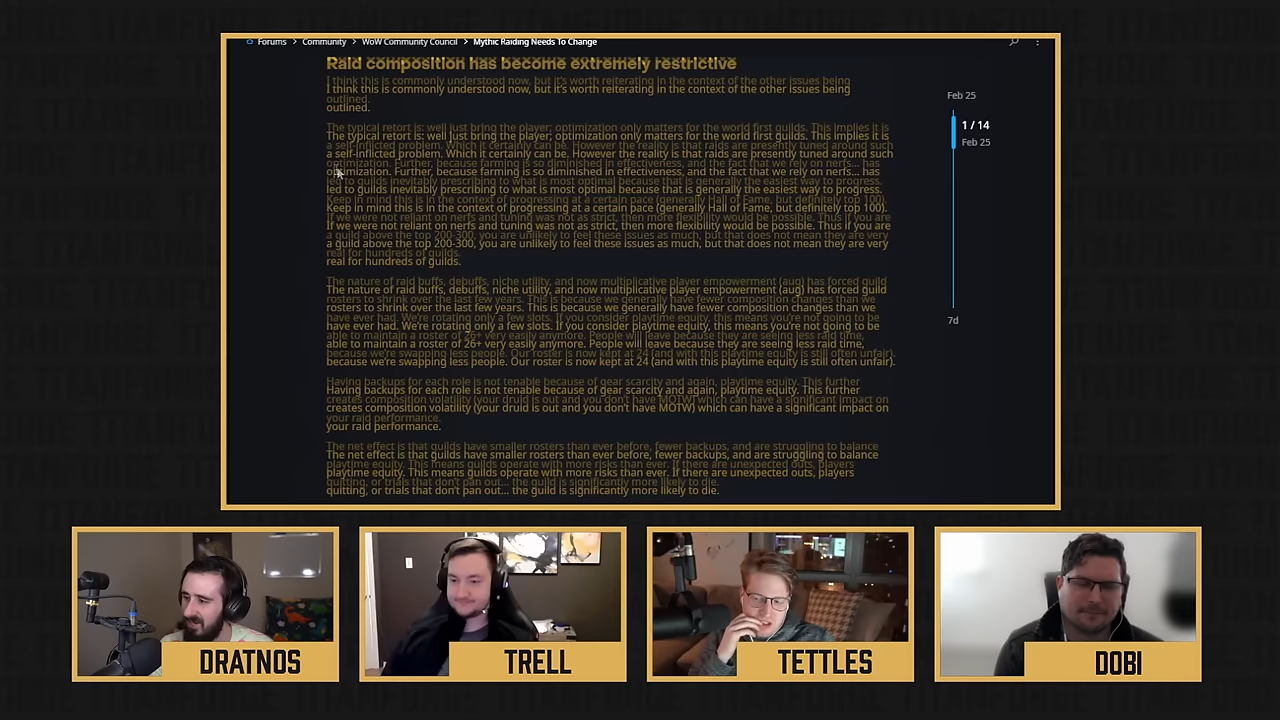 Forums > Community > WoW Community Council > Mythic Raiding Needs To Change
Raid composition has become extremely restrictive
I think this is commonly understood now, but it's worth reiterating in the context of the other issues being
outlined.
The typical retort is: well just bring the player; optimization only matters for the world first guilds. This implies it is
a self-inflicted problem. Which it certainly can be. However the reality is that raids are presently tuned around such
optimization. Further, because farming is so diminished in effectiveness, and the fact that we rely on nerfs... has
led to guilds inevitably prescribing to what is most optimal because that is generally the easiest way to progress.
Keep in mind this is in the context of progressing at a certain pace (generally Hall of Fame, but definitely top 100).
If we were not reliant on nerfs and tuning was not as strict, then more flexibility would be possible. Thus if you are
a guild above the top 200-300, you are unlikely to feel these issues as much, but that does not mean they are very
real for hundreds of guilds.
The nature of raid buffs, debuffs, niche utility, and now multiplicative player empowerment (aug) has forced guild
rosters to shrink over the last few years. This is because we generally have fewer composition changes than we
have ever had. We're rotating only a few slots. If you consider playtime equity, this means you're not going to be
able to maintain a roster of 26+ very easily anymore. People will leave because they are seeing less raid time,
because we're swapping less people. Our roster is now kept at 24 (and with this playtime equity is still often unfair).
Having backups for each role is not tenable because of gear scarcity and again, playtime equity. This further
creates composition volatility (your druid is out and you don't have MOTW) which can have a significant impact on
your raid performance.
The net effect is that guilds have smaller rosters than ever before, fewer backups, and are struggling to balance
playtime equity. This means guilds operate with more risks than ever. If there are unexpected outs, players
quitting, or trials that don't pan out... the guild is significantly more likely to die.
Feb 25
1 / 14
Feb 25
7d
DRATNOS
TRELL
TETTLES
DOBI